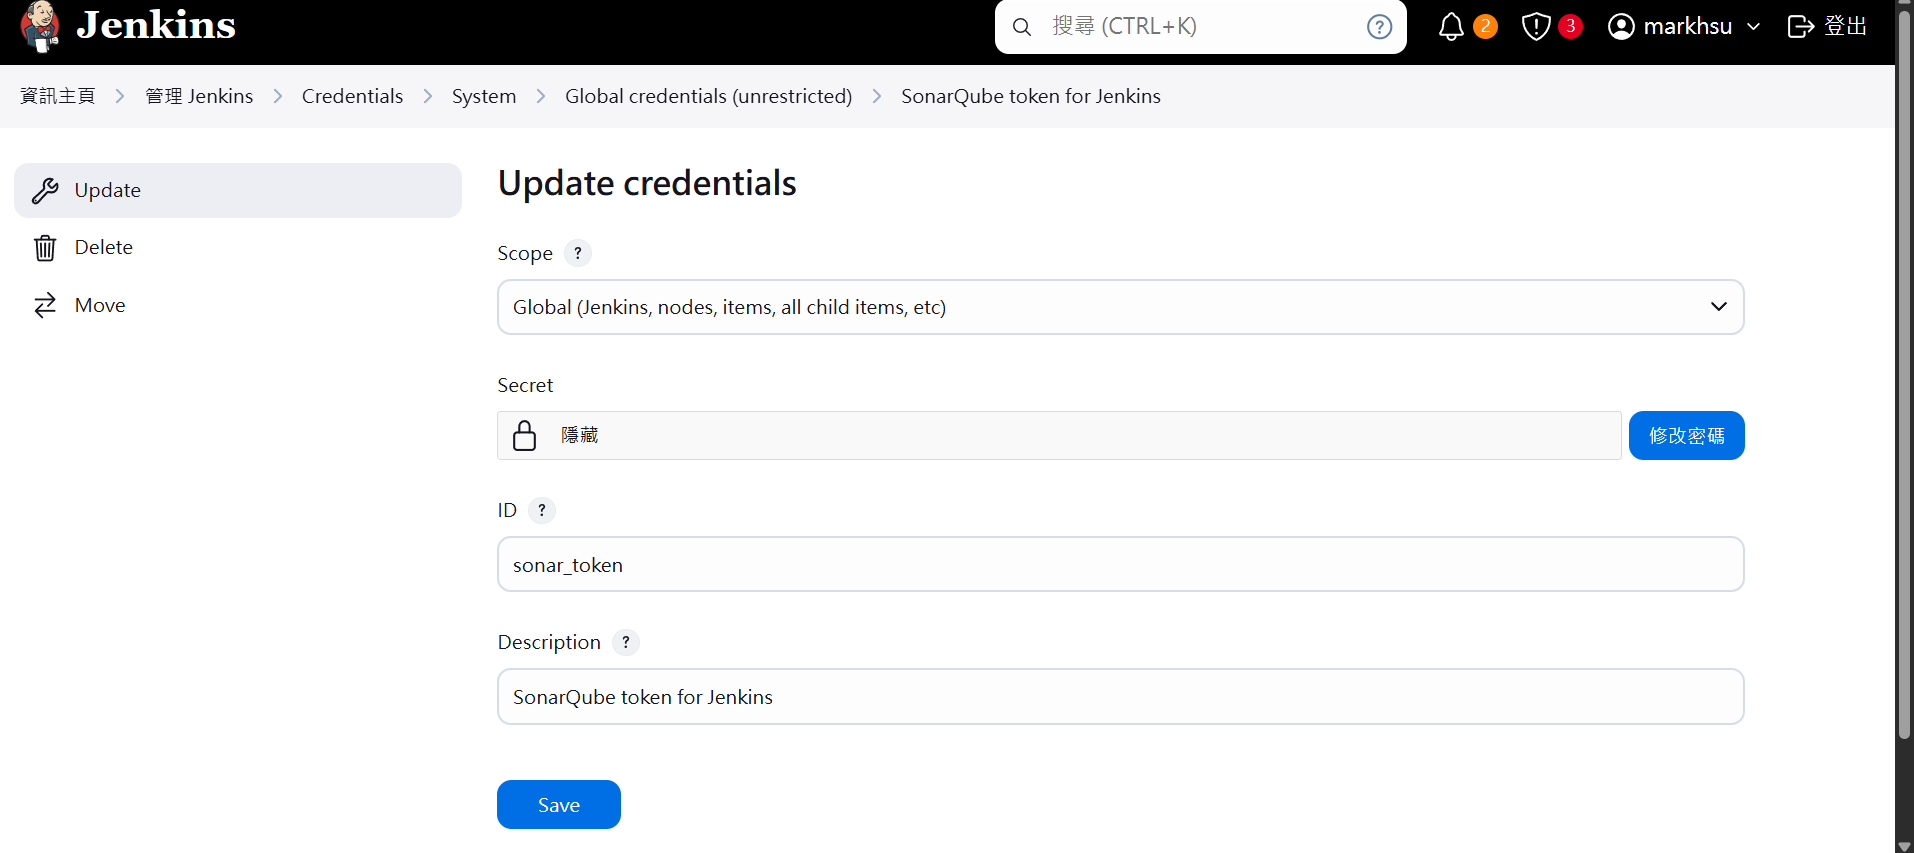 Jenkins
搜尋 (CTRL+K)
?
2
3
markhsu
登出
資訊主頁
管理 Jenkins
Credentials
System
Global credentials (unrestricted)
SonarQube token for Jenkins
Update
Delete
Move
Update credentials
Scope ?
Global (Jenkins, nodes, items, all child items, etc)
Secret
隱藏
修改密碼
ID ?
sonar_token
Description ?
SonarQube token for Jenkins
Save